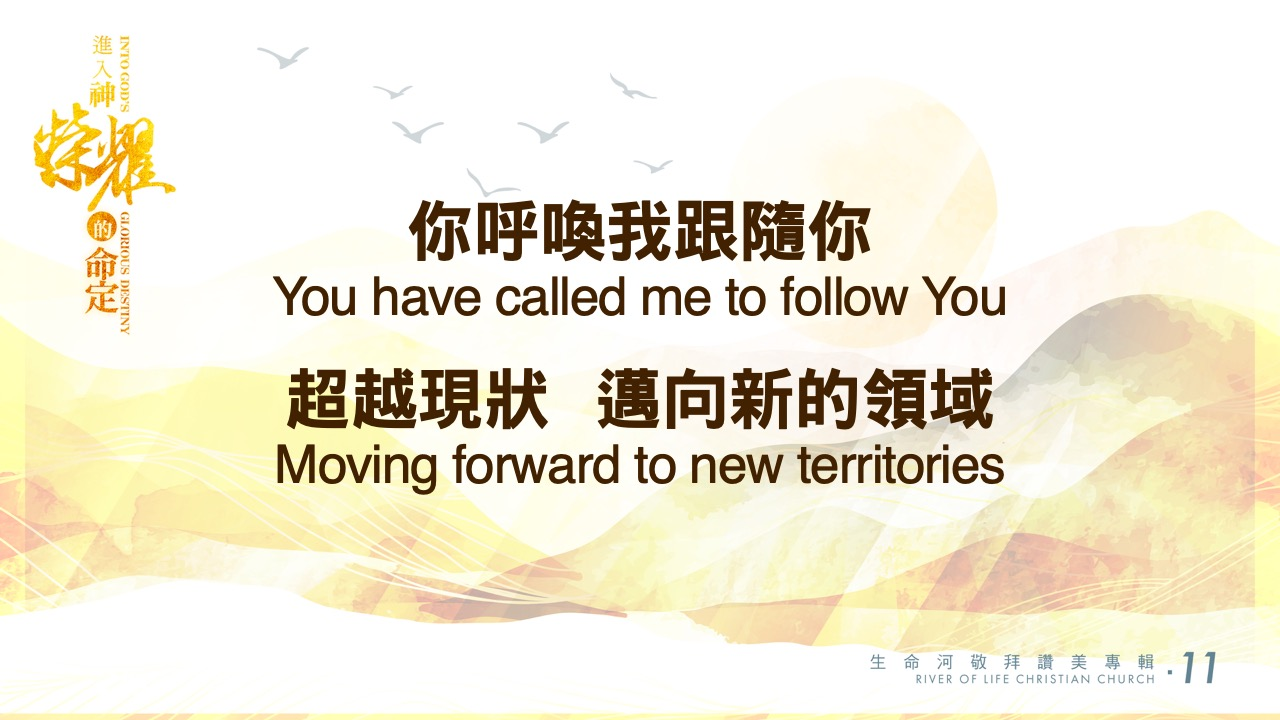 進入神
INTO GOD'S
榮耀
的
命定
GLORIOUS DESTINY
你呼喚我跟隨你
You have called me to follow You
超越現狀 邁向新的領域
Moving forward to new territories
生命河敬拜讚美專輯
RIVER OF LIFE CHRISTIAN CHURCH
·11